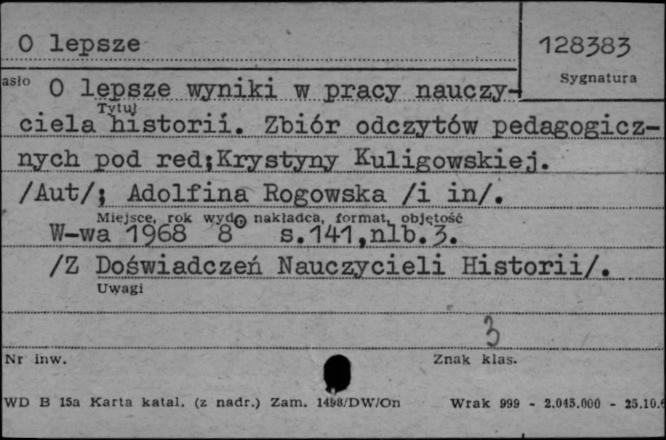 O lepsze
128383
Sygnatura
asło O lepsze wyniki w pracy nauczy-
Tytuł
ciela historii. Zbiór odczytów pedagogicz-
nych pod red;Krystyny Kuligowskiej.
/Aut/; Adolfina Rogowska /i in/.
Miejsce, rok wyd. nakładca, format, objętość
W-wa 1968 8° s.141,nlb.3.
/Z Doświadczeń Nauczycieli Historii/.
Uwagi
3
Nr inw.
Znak klas.
WD B 15a Karta katal. (z nadr.) Zam. 1498/DW/On Wrak 999 - 2.045.000 - 25.10.